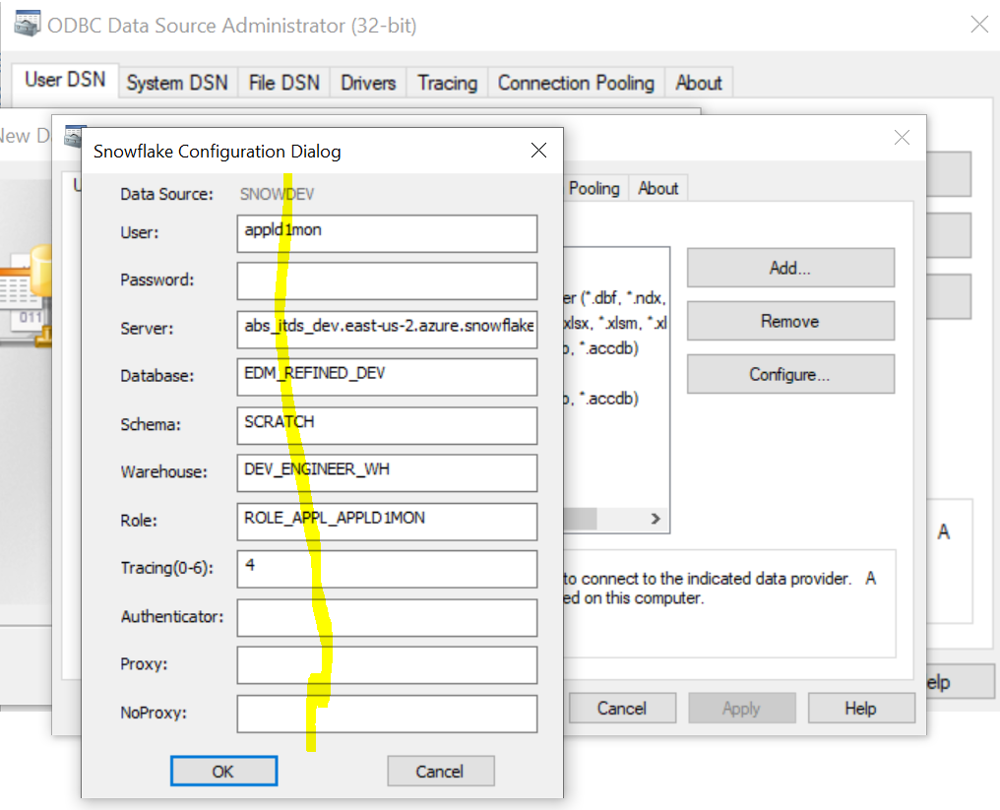 ODBC Data Source Administrator (32-bit)
User DSN System DSN File DSN Drivers Tracing Connection Pooling About
New D
Snowflake Configuration Dialog
Pooling About
Data Source: SNOWDEV
User: appld1mon
Password:
Server: abs_itds_dev.east-us-2.azure.snowflake
Database: EDM_REFINED_DEV
Schema: SCRATCH
Warehouse: DEV_ENGINEER_WH
Role: ROLE_APPL_APPLD1MON
Tracing(0-6): 4
Authenticator:
Proxy:
NoProxy:
OK Cancel
er (*.dbf, *.ndx,
xlsx, *.xlsm, *.xl
b, *.accdb)
b, *.accdb)
Add...
Remove
Configure...
to connect to the indicated data provider. A
ed on this computer.
Cancel Apply Help
A
elp
011